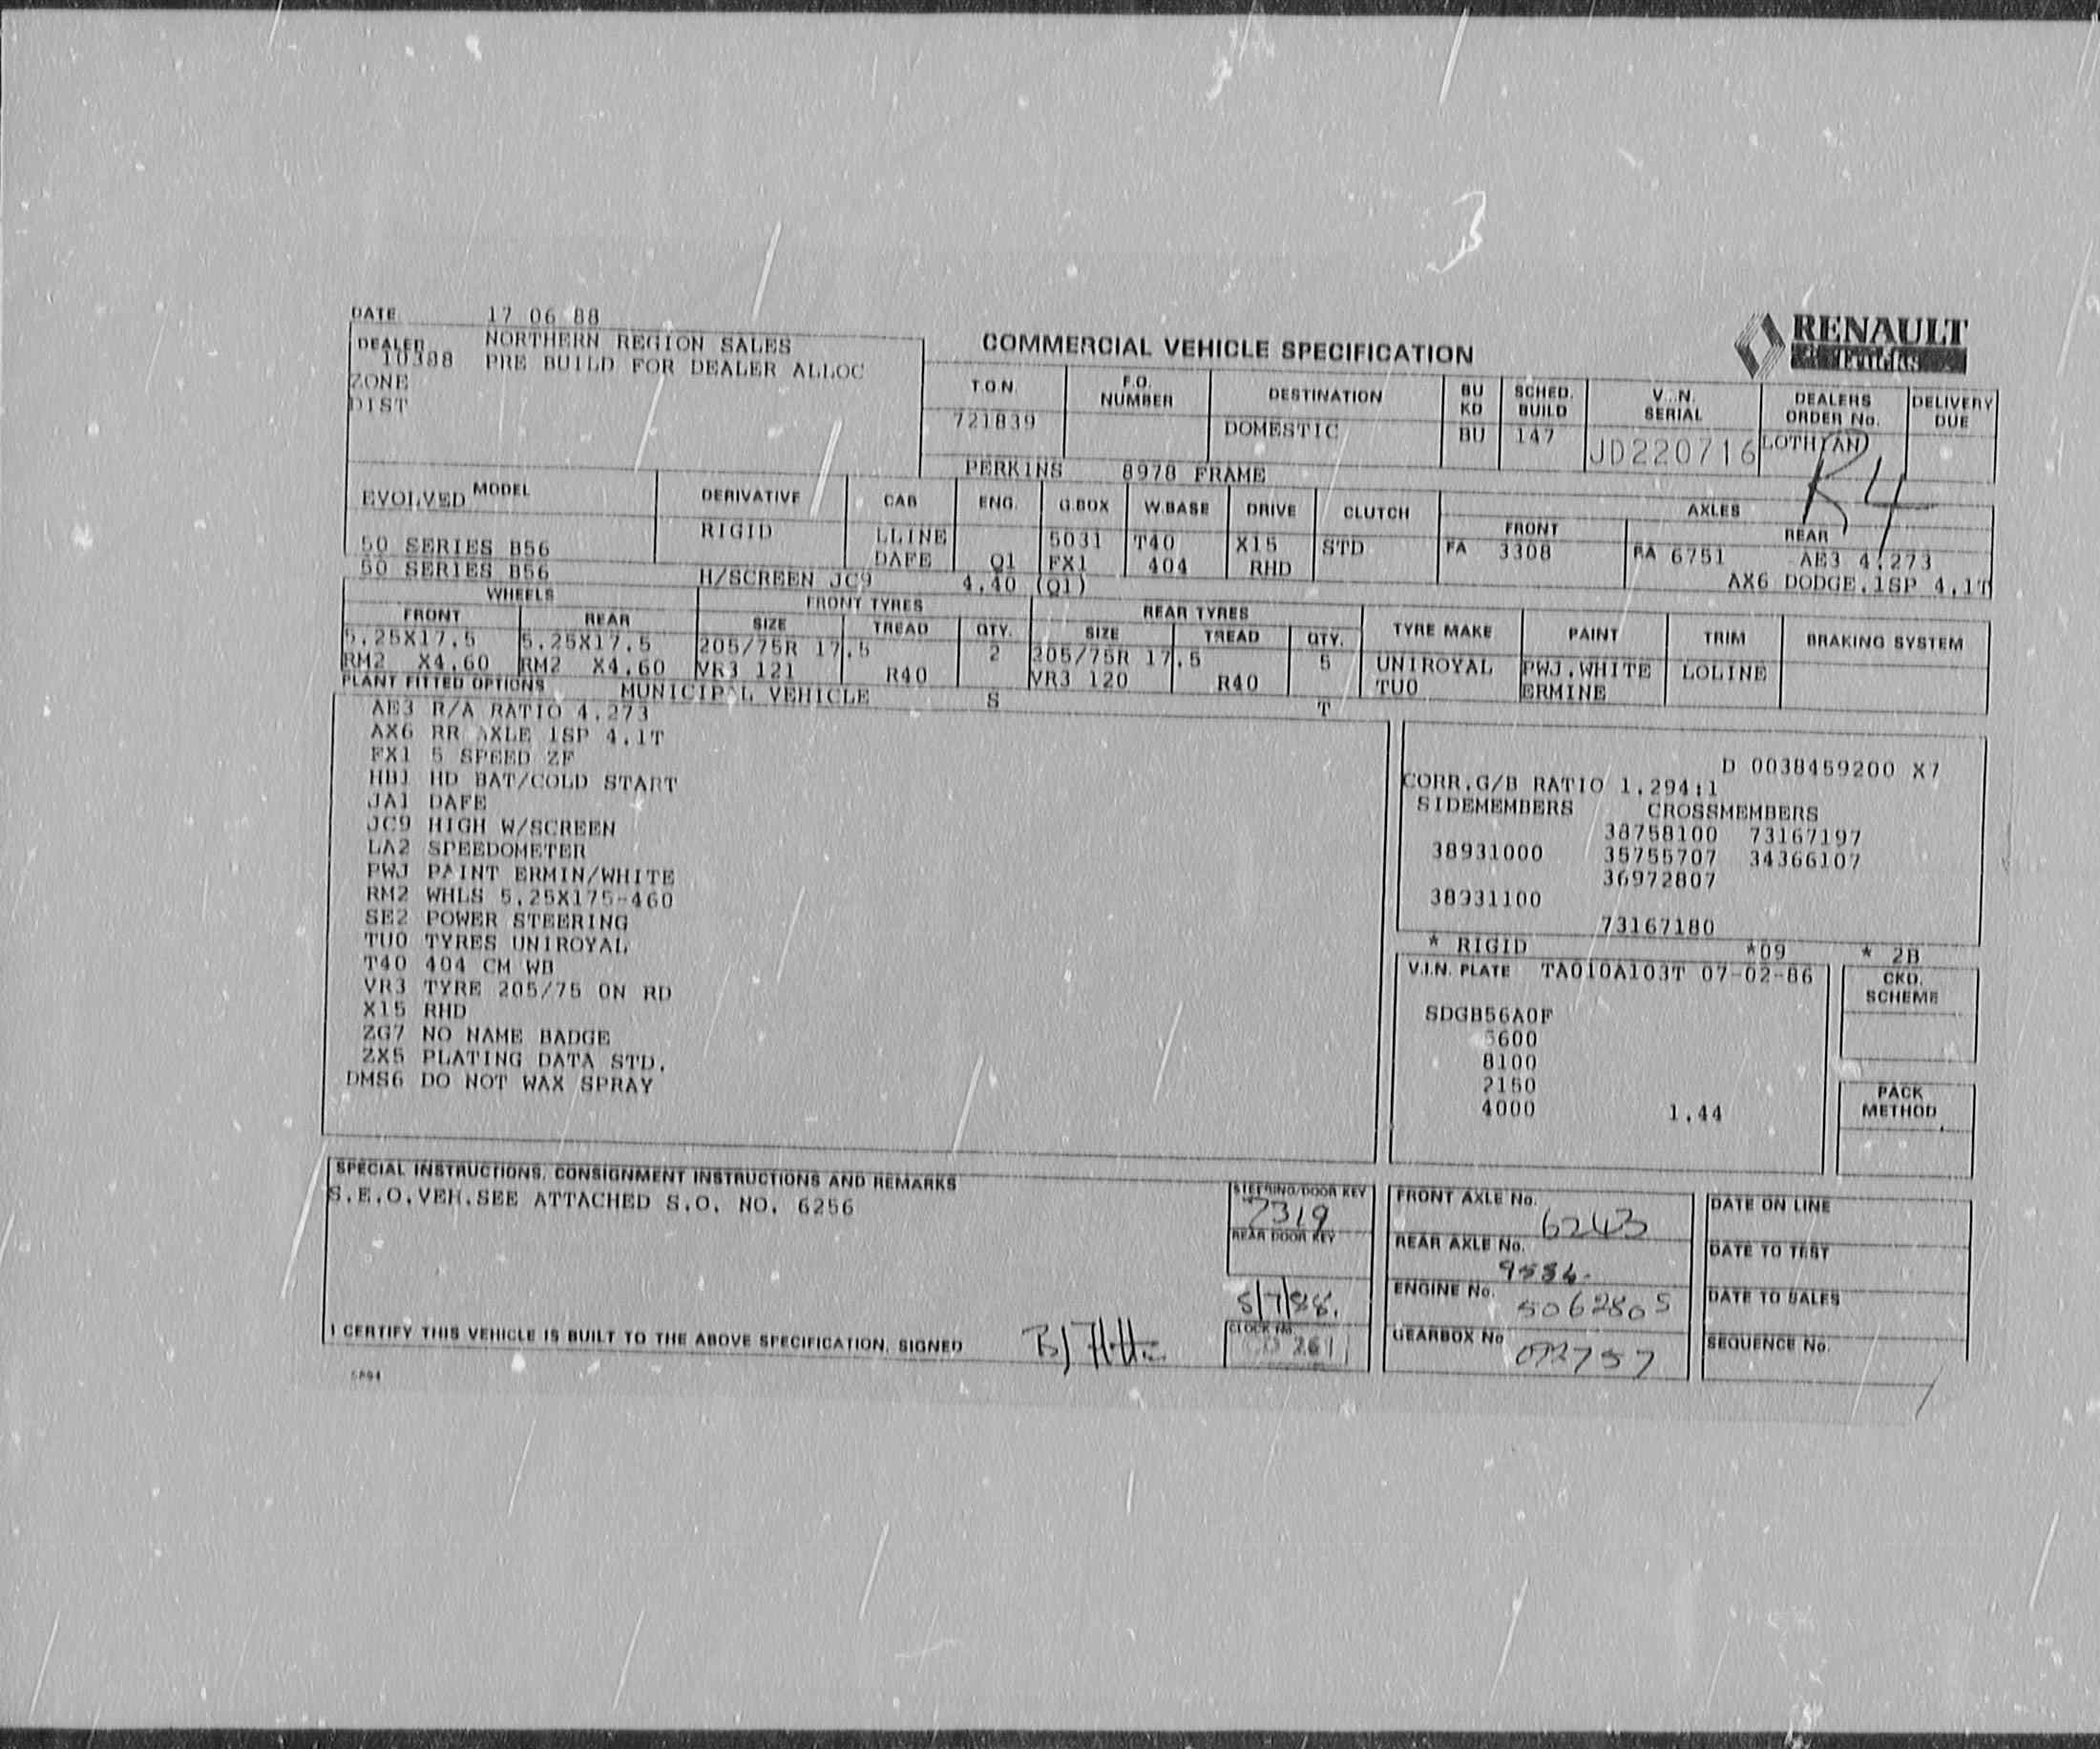 DATE 17 06 88
DEALER NORTHERN REGION SALES
10388 PRE BUILD FOR DEALER ALLOC
ZONE
DIST
COMMERCIAL VEHICLE SPECIFICATION
RENAULT
Trucks
T.O.N. F.O. NUMBER DESTINATION BU KD SCHED. BUILD V.I.N. SERIAL DEALERS ORDER No. DELIVERY DUE
721839 DOMESTIC BU 147 JD220716 LOTHIAN
R4
PERKINS 8978 FRAME
MODEL DERIVATIVE CAB ENG. G.BOX W.BASE DRIVE CLUTCH AXLES
FRONT REAR
EVOLVED
RIGID LLINE 5031 T40 X15 STD FA 3308 RA 6751 AE3 4.273
50 SERIES B56 DAFE Q1 FX1 404 RHD
50 SERIES B56 H/SCREEN JC9 4.40 (Q1) AX6 DODGE.1SP 4.1T
WHEELS FRONT TYRES REAR TYRES
FRONT REAR SIZE TREAD QTY. SIZE TREAD QTY. TYRE MAKE PAINT TRIM BRAKING SYSTEM
5.25X17.5 5.25X17.5 205/75R 17.5 2 205/75R 17.5 5 UNIROYAL PWJ.WHITE LOLINE
RM2 X4.60 RM2 X4.60 VR3 121 R40 VR3 120 R40 TU0 ERMINE
PLANT FITTED OPTIONS MUNICIPAL VEHICLE S T
AE3 R/A RATIO 4.273
AX6 RR AXLE 1SP 4.1T
FX1 5 SPEED ZF
HB1 HD BAT/COLD START
JA1 DAFE
JC9 HIGH W/SCREEN
LA2 SPEEDOMETER
PWJ PAINT ERMIN/WHITE
RM2 WHLS 5.25X175-460
SE2 POWER STEERING
TU0 TYRES UNIROYAL
T40 404 CM WB
VR3 TYRE 205/75 ON RD
X15 RHD
ZG7 NO NAME BADGE
ZX5 PLATING DATA STD.
DMS6 DO NOT WAX SPRAY
D 0038459200 X7
CORR.G/B RATIO 1.294:1
SIDEMEMBERS CROSSMEMBERS
38758100 73167197
38931000 35755707 34366107
36972807
38931100
73167180
* RIGID *09 * 2B
V.I.N. PLATE TA010A103T 07-02-86
SDGB56A0F
5600
8100
2150
4000 1.44
CKD. SCHEME
PACK METHOD
SPECIAL INSTRUCTIONS, CONSIGNMENT INSTRUCTIONS AND REMARKS
S.E.O.VEH.SEE ATTACHED S.O. NO. 6256
STEERING/DOOR KEY
7319
REAR DOOR KEY
5/7/88.
CLOCK No.
CD 261
FRONT AXLE No. 6243
REAR AXLE No. 9534
ENGINE No. 5062805
GEARBOX No 072757
DATE ON LINE
DATE TO TEST
DATE TO SALES
SEQUENCE No.
I CERTIFY THIS VEHICLE IS BUILT TO THE ABOVE SPECIFICATION, SIGNED